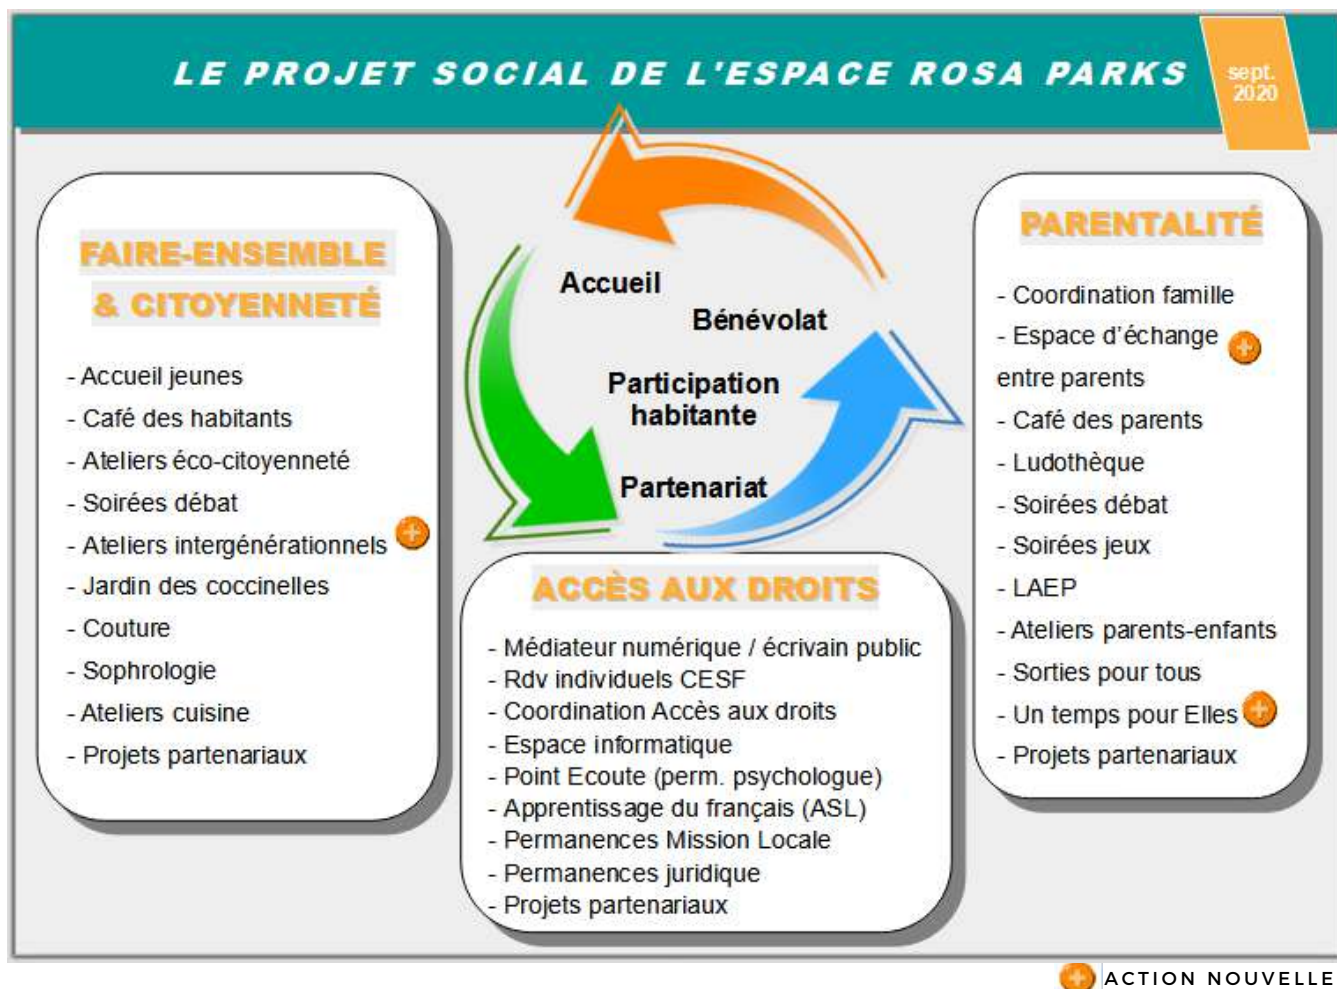 LE PROJET SOCIAL DE L'ESPACE ROSA PARKS
sept.
2020
FAIRE-ENSEMBLE
& CITOYENNETÉ
- Accueil jeunes
- Café des habitants
- Ateliers éco-citoyenneté
- Soirées débat
- Ateliers intergénérationnels
- Jardin des coccinelles
- Couture
- Sophrologie
- Ateliers cuisine
- Projets partenariaux
Accueil
Bénévolat
Participation
habitante
Partenariat
ACCÈS AUX DROITS
- Médiateur numérique / écrivain public
- Rdv individuels CESF
- Coordination Accès aux droits
- Espace informatique
- Point Ecoute (perm. psychologue)
- Apprentissage du français (ASL)
- Permanences Mission Locale
- Permanences juridique
- Projets partenariaux
PARENTALITÉ
- Coordination famille
- Espace d'échange
entre parents
- Café des parents
- Ludothèque
- Soirées débat
- Soirées jeux
- LAEP
- Ateliers parents-enfants
- Sorties pour tous
- Un temps pour Elles
- Projets partenariaux
ACTION NOUVELLE